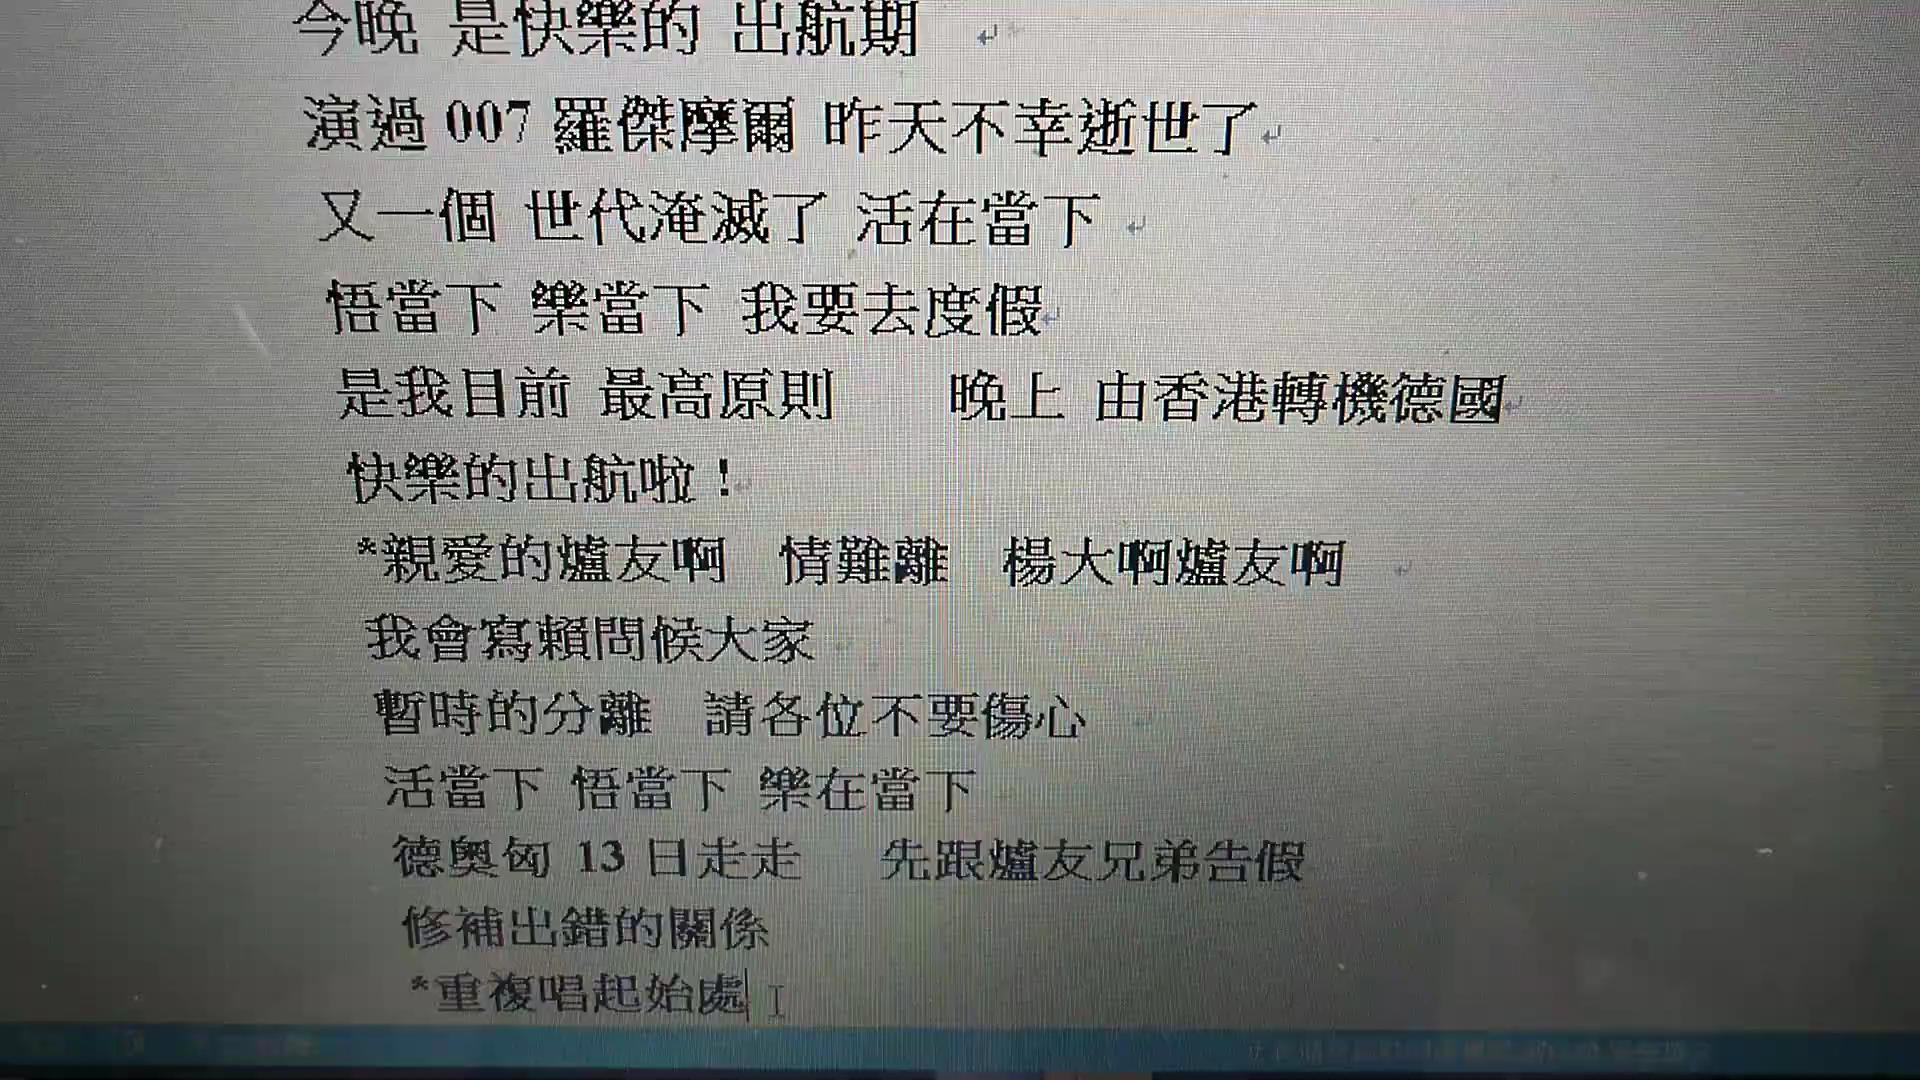 今晚 是快樂的 出航期
演過 007 羅傑摩爾 昨天不幸逝世了
又一個 世代淹滅了 活在當下
悟當下 樂當下 我要去度假
是我目前 最高原則 晚上 由香港轉機德國
快樂的出航啦！
*親愛的爐友啊 情難離 楊大啊爐友啊
我會寫賴問候大家
暫時的分離 請各位不要傷心
活當下 悟當下 樂在當下
德奧匈 13 日走走 先跟爐友兄弟告假
修補出錯的關係
*重複唱起始處